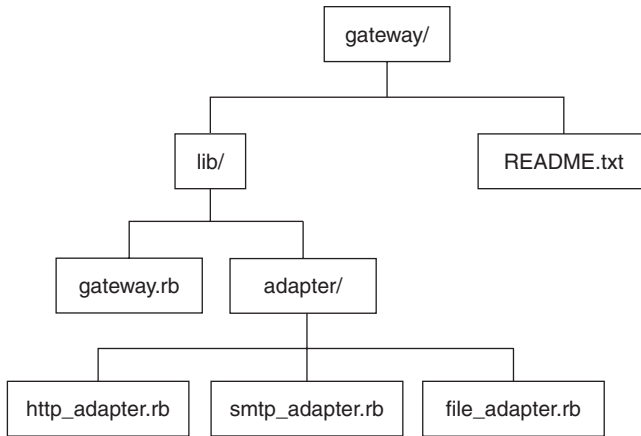 gateway/
lib/
README.txt
gateway.rb
adapter/
http_adapter.rb
smtp_adapter.rb
file_adapter.rb